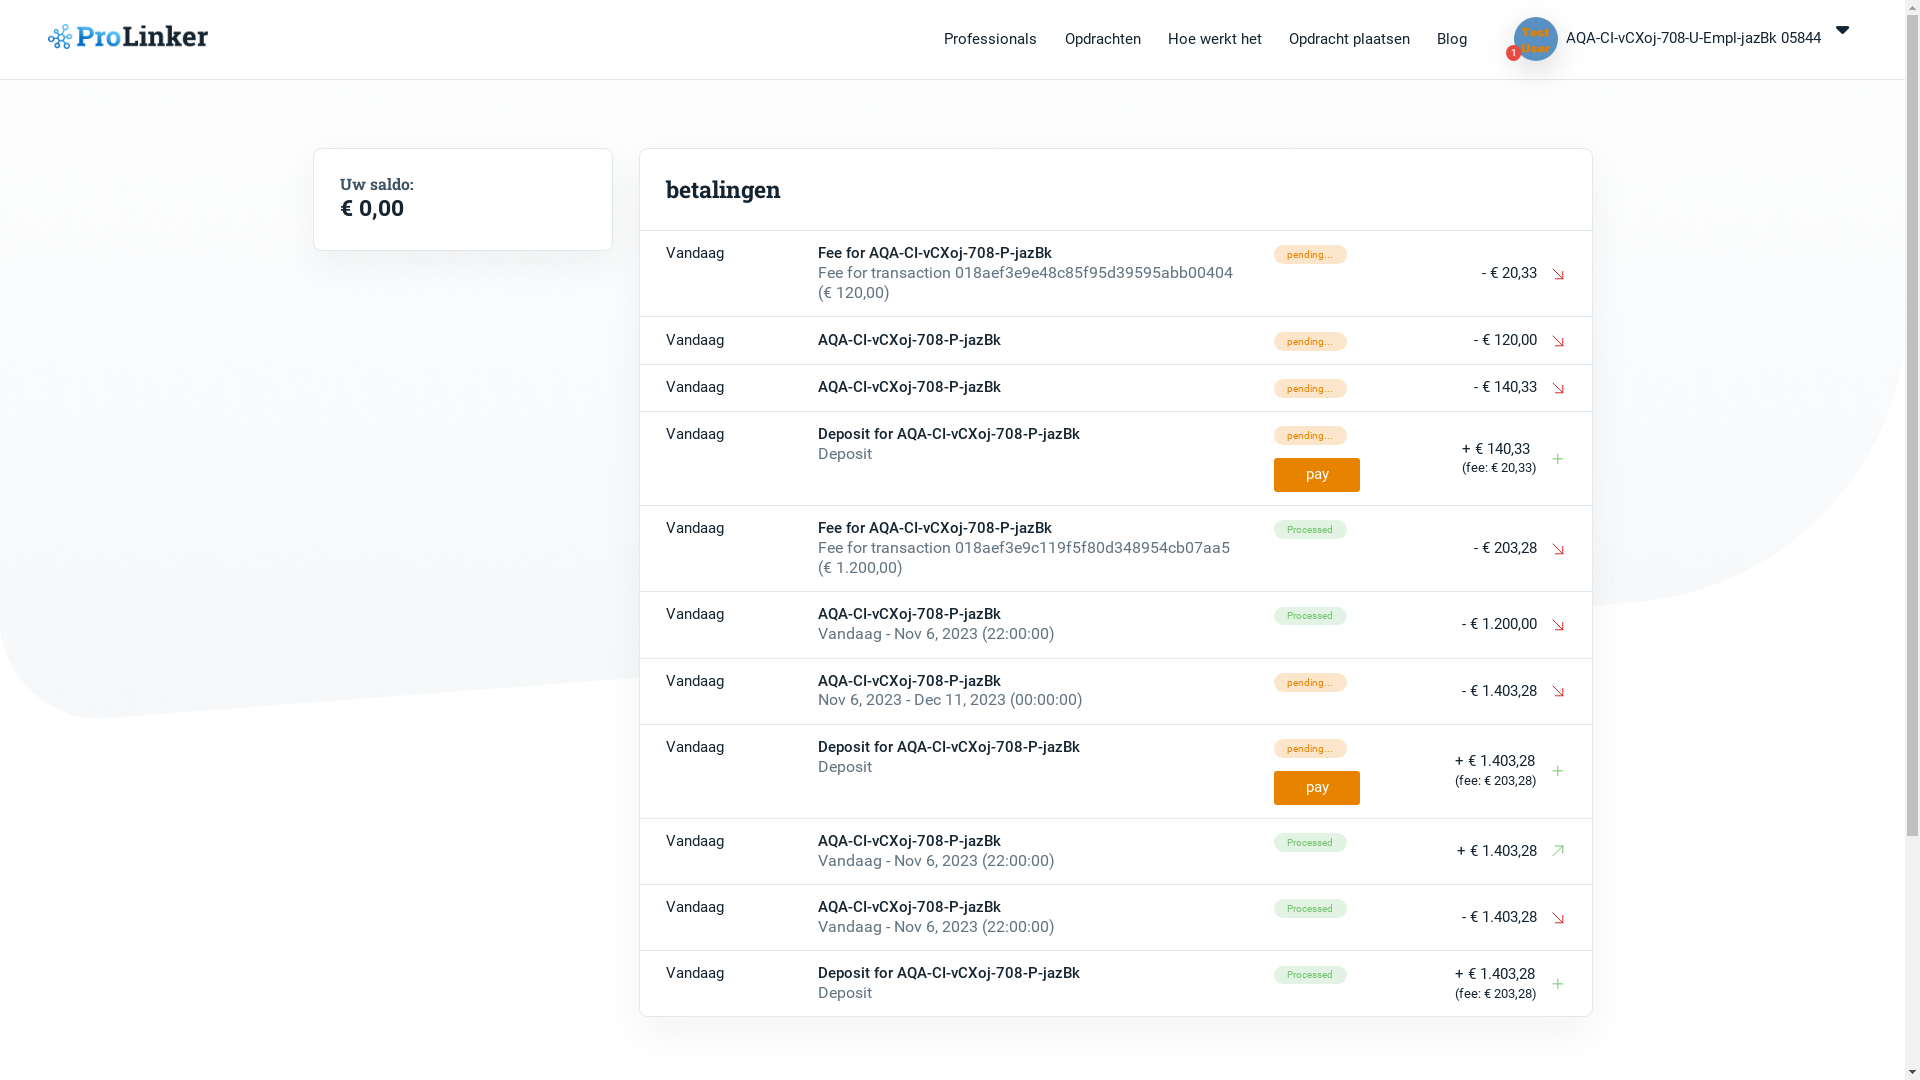 ProLinker
Professionals Opdrachten Hoe werkt het Opdracht plaatsen Blog
Test User
1
AQA-CI-vCXoj-708-U-Empl-jazBk 05844
Uw saldo:
€ 0,00
betalingen
Vandaag Fee for AQA-CI-vCXoj-708-P-jazBk pending...
Fee for transaction 018aef3e9e48c85f95d39595abb00404 - € 20,33
(€ 120,00)
Vandaag AQA-CI-vCXoj-708-P-jazBk pending... - € 120,00
Vandaag AQA-CI-vCXoj-708-P-jazBk pending... - € 140,33
Vandaag Deposit for AQA-CI-vCXoj-708-P-jazBk pending... + € 140,33
Deposit pay (fee: € 20,33)
Vandaag Fee for AQA-CI-vCXoj-708-P-jazBk Processed
Fee for transaction 018aef3e9c119f5f80d348954cb07aa5 - € 203,28
(€ 1.200,00)
Vandaag AQA-CI-vCXoj-708-P-jazBk Processed - € 1.200,00
Vandaag - Nov 6, 2023 (22:00:00)
Vandaag AQA-CI-vCXoj-708-P-jazBk pending... - € 1.403,28
Nov 6, 2023 - Dec 11, 2023 (00:00:00)
Vandaag Deposit for AQA-CI-vCXoj-708-P-jazBk pending... + € 1.403,28
Deposit pay (fee: € 203,28)
Vandaag AQA-CI-vCXoj-708-P-jazBk Processed + € 1.403,28
Vandaag - Nov 6, 2023 (22:00:00)
Vandaag AQA-CI-vCXoj-708-P-jazBk Processed - € 1.403,28
Vandaag - Nov 6, 2023 (22:00:00)
Vandaag Deposit for AQA-CI-vCXoj-708-P-jazBk Processed + € 1.403,28
Deposit (fee: € 203,28)